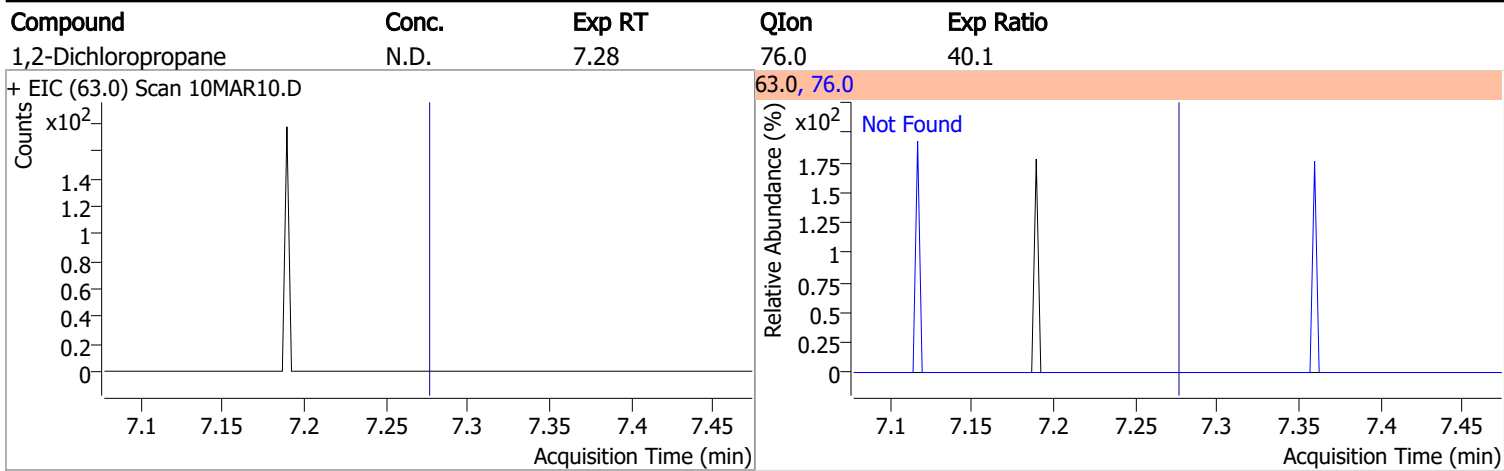 Compound Conc. Exp RT QIon Exp Ratio
1,2-Dichloropropane N.D. 7.28 76.0 40.1
+ EIC (63.0) Scan 10MAR10.D
Counts
x102
1.4
1.2
1
0.8
0.6
0.4
0.2
0
7.1 7.15 7.2 7.25 7.3 7.35 7.4 7.45
Acquisition Time (min)
63.0, 76.0
Relative Abundance (%)
x102
Not Found
1.75
1.5
1.25
1
0.75
0.5
0.25
0
7.1 7.15 7.2 7.25 7.3 7.35 7.4 7.45
Acquisition Time (min)